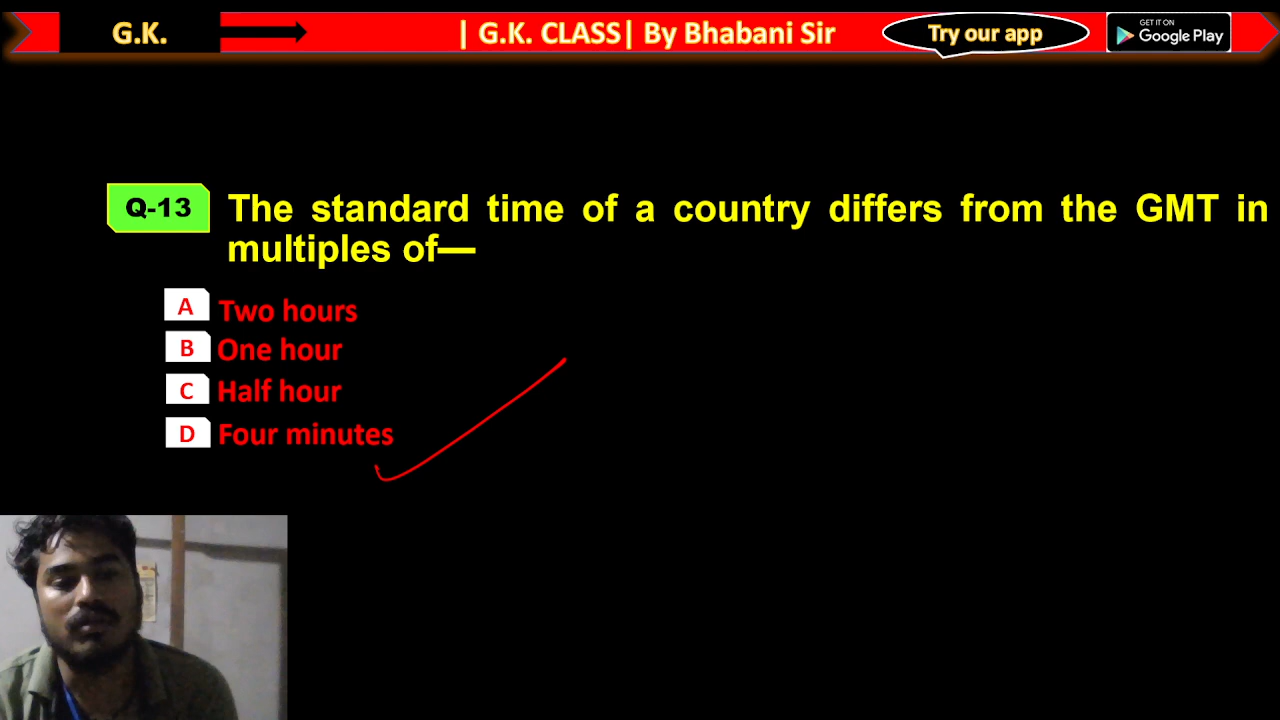 G.K.
| G.K. CLASS| By Bhabani Sir
Try our app
GET IT ON
Google Play
Q-13
The standard time of a country differs from the GMT in
multiples of—
A Two hours
B One hour
C Half hour
D Four minutes